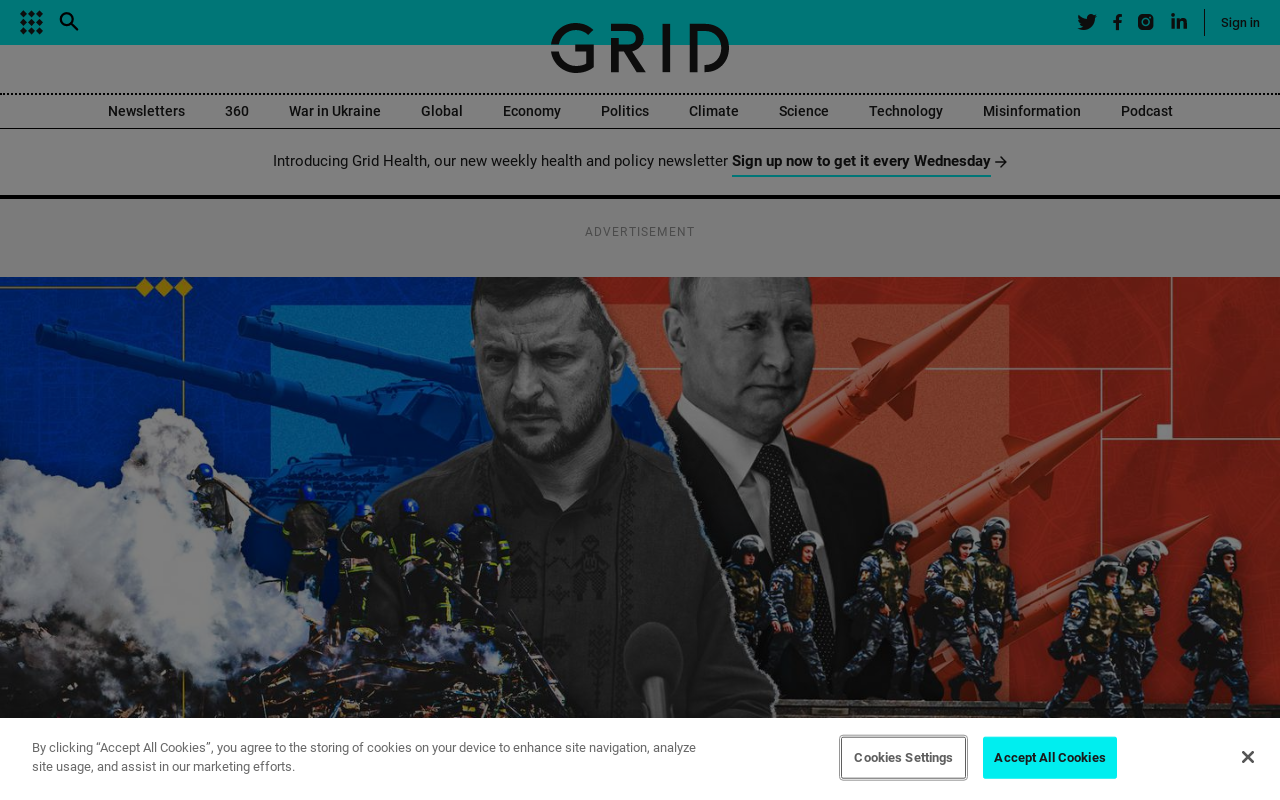 GRID
Sign in
Newsletters 360 War in Ukraine Global Economy Politics Climate Science Technology Misinformation Podcast
Introducing Grid Health, our new weekly health and policy newsletter Sign up now to get it every Wednesday
ADVERTISEMENT
By clicking “Accept All Cookies”, you agree to the storing of cookies on your device to enhance site navigation, analyze
site usage, and assist in our marketing efforts.
Cookies Settings
Accept All Cookies